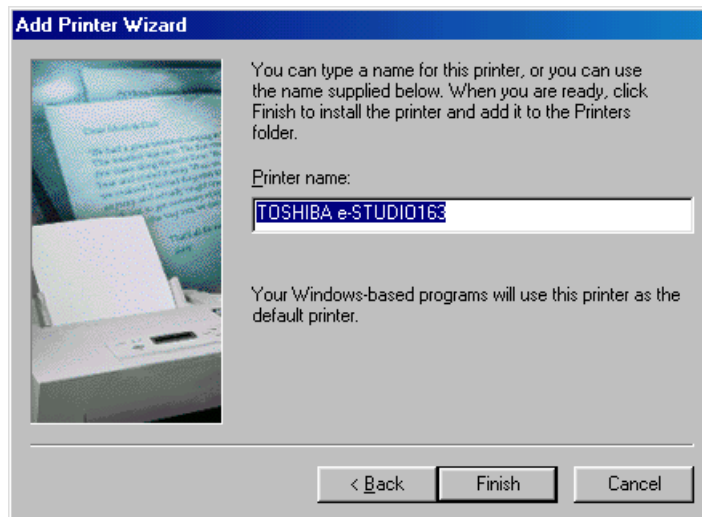 Add Printer Wizard
You can type a name for this printer, or you can use
the name supplied below. When you are ready, click
Finish to install the printer and add it to the Printers
folder.
Printer name:
TOSHIBA e-STUDIO163
Your Windows-based programs will use this printer as the
default printer.
< Back
Finish
Cancel